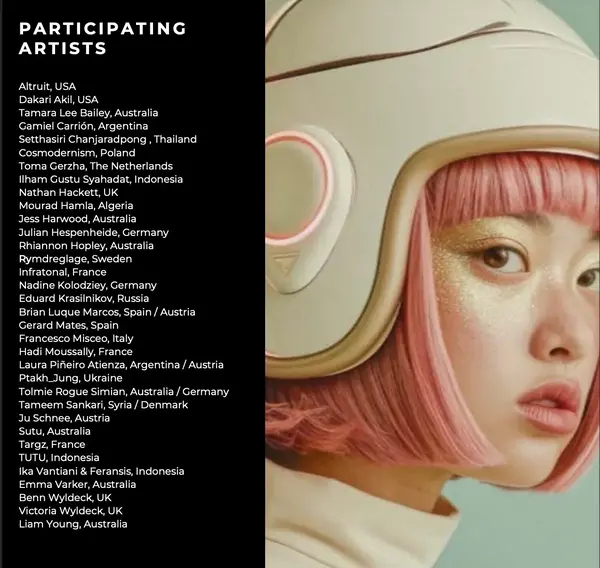 PARTICIPATING
ARTISTS
Altruit, USA
Dakari Akil, USA
Tamara Lee Bailey, Australia
Gamiel Carrión, Argentina
Setthasiri Chanjaradpong , Thailand
Cosmodernism, Poland
Toma Gerzha, The Netherlands
Ilham Gustu Syahadat, Indonesia
Nathan Hackett, UK
Mourad Hamla, Algeria
Jess Harwood, Australia
Julian Hespenheide, Germany
Rhiannon Hopley, Australia
Rymdreglage, Sweden
Infratonal, France
Nadine Kolodziey, Germany
Eduard Krasilnikov, Russia
Brian Luque Marcos, Spain / Austria
Gerard Mates, Spain
Francesco Misceo, Italy
Hadi Moussally, France
Laura Piñeiro Atienza, Argentina / Austria
Ptakh_Jung, Ukraine
Tolmie Rogue Simian, Australia / Germany
Tameem Sankari, Syria / Denmark
Ju Schnee, Austria
Sutu, Australia
Targz, France
TUTU, Indonesia
Ika Vantiani & Feransis, Indonesia
Emma Varker, Australia
Benn Wyldeck, UK
Victoria Wyldeck, UK
Liam Young, Australia